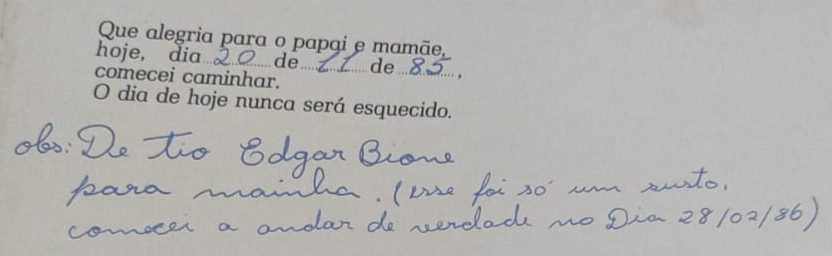 Que alegria para o papai e mamãe,
hoje, dia 20 de 11 de 85,
comecei caminhar.
O dia de hoje nunca será esquecido.
obs: De tio Edgar Bione
para mainha. (esse foi só um susto,
comecei a andar de verdade no Dia 28/02/86)